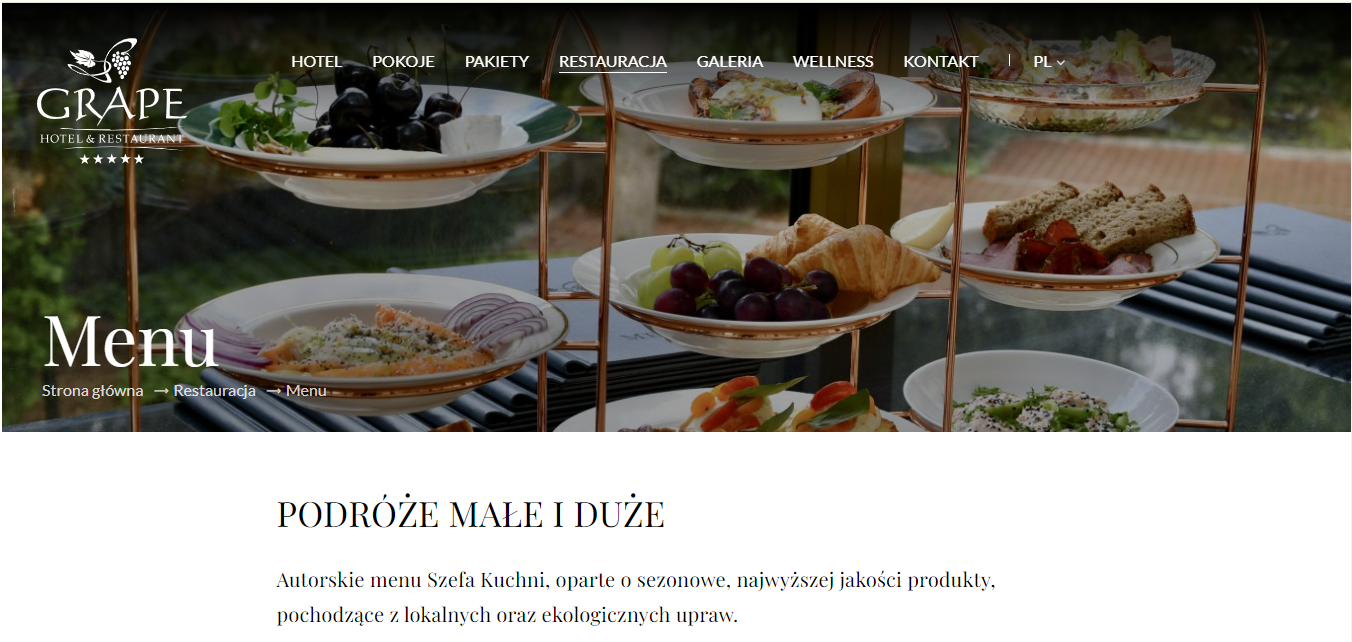 GRAPE
HOTEL & RESTAURANT
HOTEL POKOJE PAKIETY RESTAURACJA GALERIA WELLNESS KONTAKT | PL
Menu
Strona główna → Restauracja → Menu
PODRÓŻE MAŁE I DUŻE
Autorskie menu Szefa Kuchni, oparte o sezonowe, najwyższej jakości produkty,
pochodzące z lokalnych oraz ekologicznych upraw.